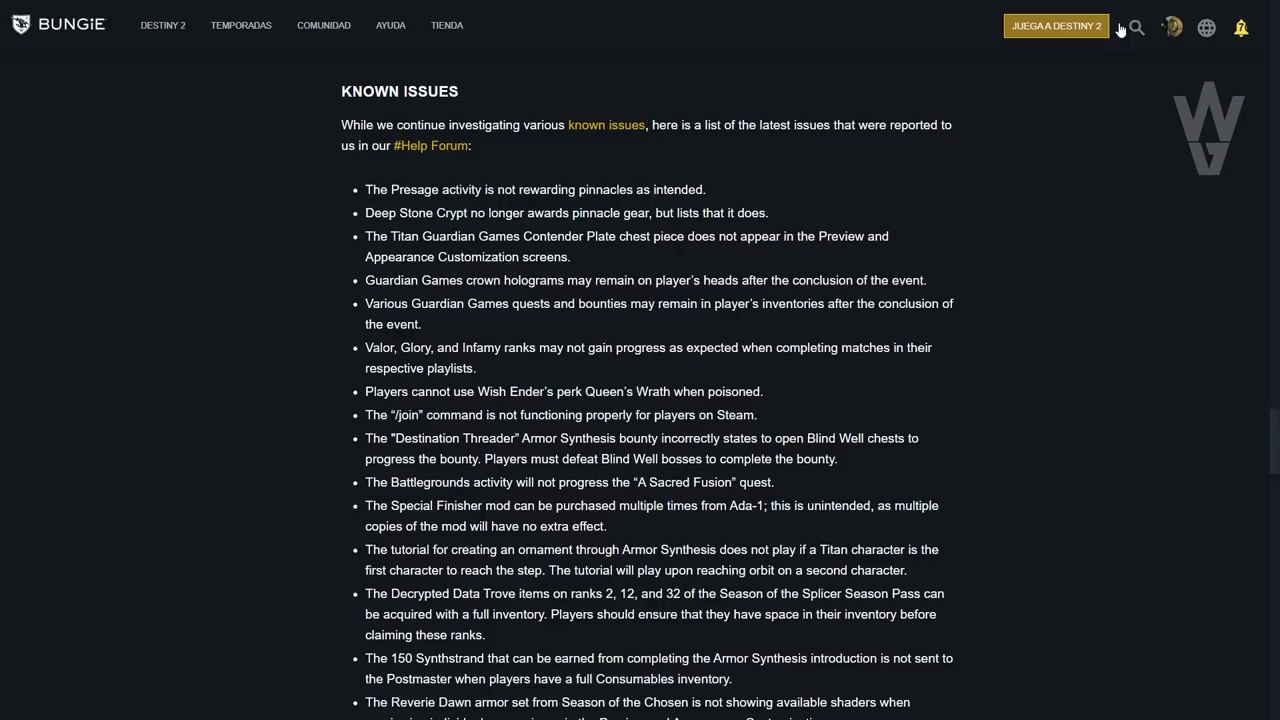 BUNGiE DESTINY 2 TEMPORADAS COMUNIDAD AYUDA TIENDA JUEGA A DESTINY 2 7
W
KNOWN ISSUES
While we continue investigating various known issues, here is a list of the latest issues that were reported to
us in our #Help Forum:
• The Presage activity is not rewarding pinnacles as intended.
• Deep Stone Crypt no longer awards pinnacle gear, but lists that it does.
• The Titan Guardian Games Contender Plate chest piece does not appear in the Preview and
Appearance Customization screens.
• Guardian Games crown holograms may remain on player’s heads after the conclusion of the event.
• Various Guardian Games quests and bounties may remain in player’s inventories after the conclusion of
the event.
• Valor, Glory, and Infamy ranks may not gain progress as expected when completing matches in their
respective playlists.
• Players cannot use Wish Ender’s perk Queen’s Wrath when poisoned.
• The “/join” command is not functioning properly for players on Steam.
• The "Destination Threader” Armor Synthesis bounty incorrectly states to open Blind Well chests to
progress the bounty. Players must defeat Blind Well bosses to complete the bounty.
• The Battlegrounds activity will not progress the “A Sacred Fusion” quest.
• The Special Finisher mod can be purchased multiple times from Ada-1; this is unintended, as multiple
copies of the mod will have no extra effect.
• The tutorial for creating an ornament through Armor Synthesis does not play if a Titan character is the
first character to reach the step. The tutorial will play upon reaching orbit on a second character.
• The Decrypted Data Trove items on ranks 2, 12, and 32 of the Season of the Splicer Season Pass can
be acquired with a full inventory. Players should ensure that they have space in their inventory before
claiming these ranks.
• The 150 Synthstrand that can be earned from completing the Armor Synthesis introduction is not sent to
the Postmaster when players have a full Consumables inventory.
• The Reverie Dawn armor set from Season of the Chosen is not showing available shaders when